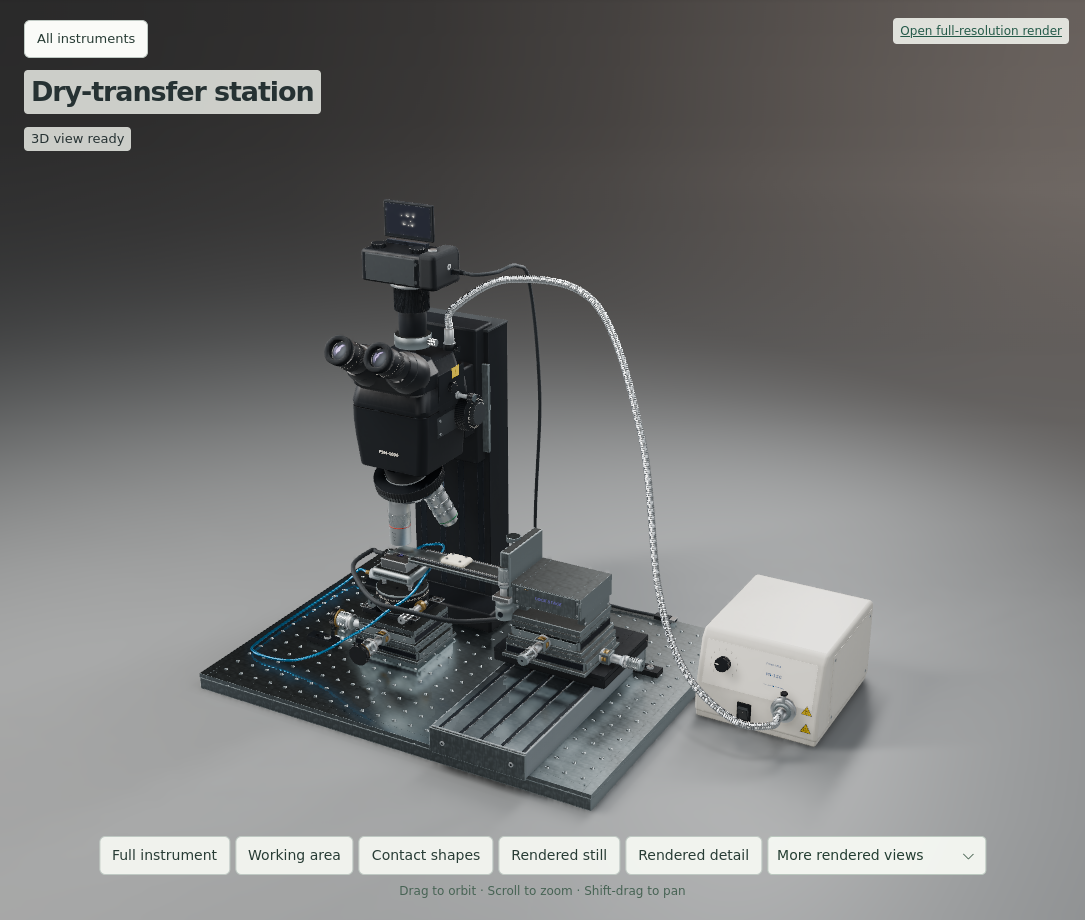 All instruments
Open full-resolution render
Dry-transfer station
3D view ready
Full instrument
Working area
Contact shapes
Rendered still
Rendered detail
More rendered views
Drag to orbit · Scroll to zoom · Shift-drag to pan